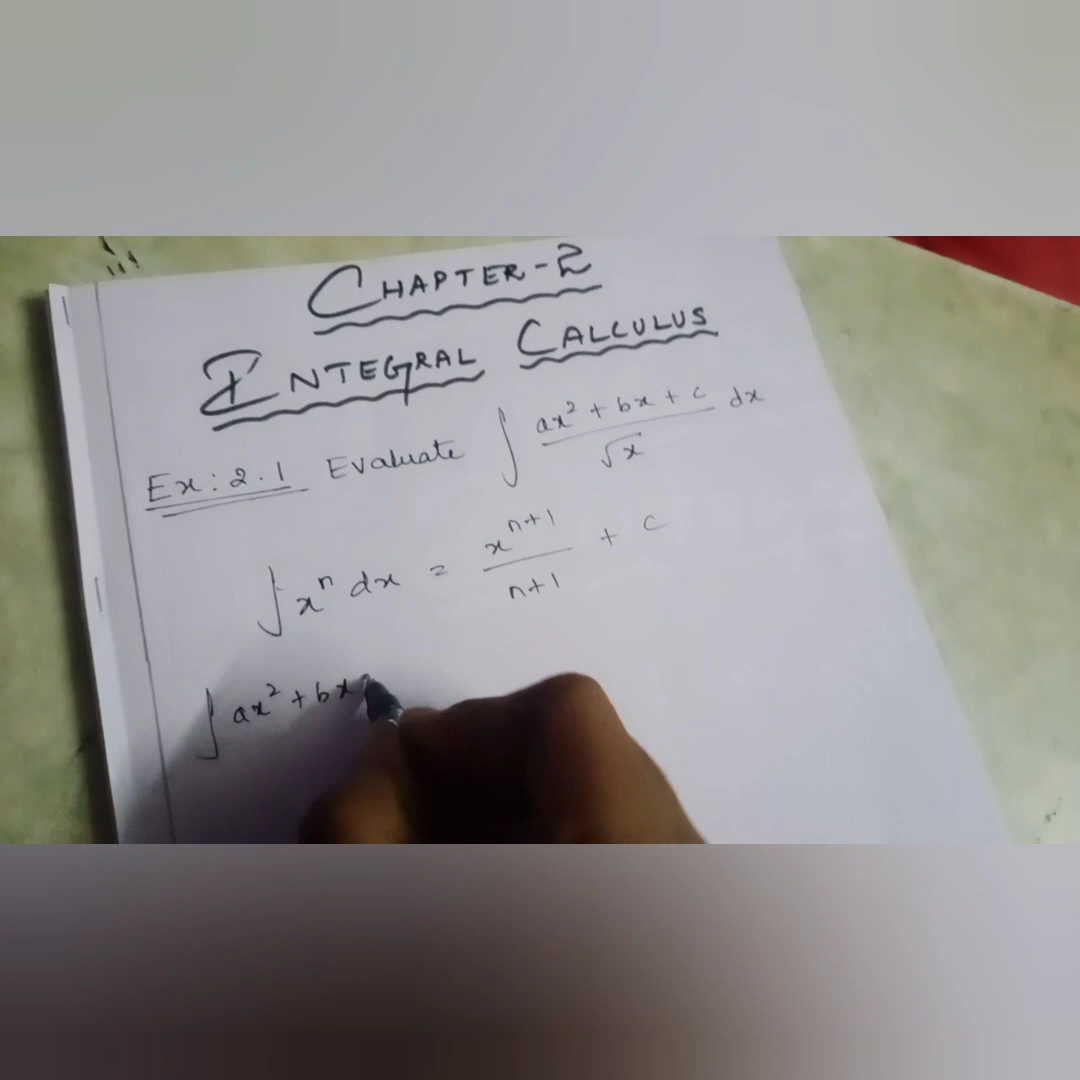 CHAPTER-2
INTEGRAL CALCULUS
Ex: 2.1 Evaluate ∫ (ax² + bx + c)/√x dx
∫ xⁿ dx = xⁿ⁺¹/(n+1) + c
∫ ax² + bx